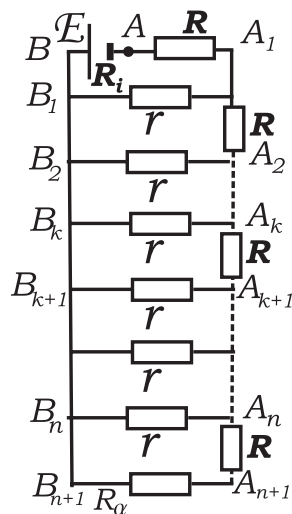 ℰ A R A₁
B
Rᵢ
B₁ r R
B₂ r A₂
Bₖ r Aₖ
R
Bₖ₊₁ r Aₖ₊₁
r
Bₙ r Aₙ
R
Bₙ₊₁ R_α Aₙ₊₁